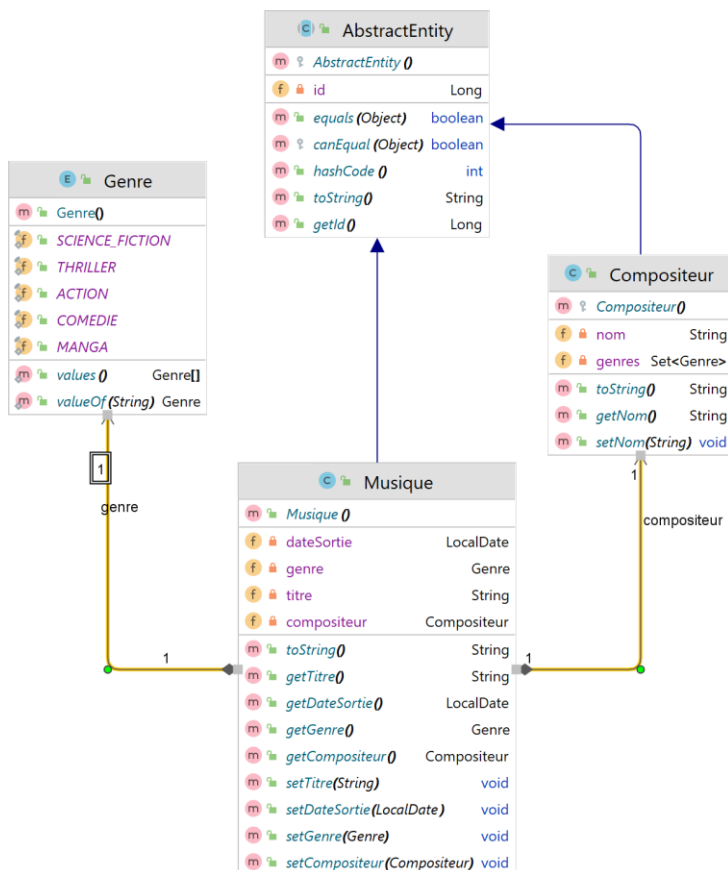 AbstractEntity
AbstractEntity()
id Long
equals(Object) boolean
canEqual(Object) boolean
hashCode() int
toString() String
getId() Long
Genre
Genre()
SCIENCE_FICTION
THRILLER
ACTION
COMEDIE
MANGA
values() Genre[]
valueOf(String) Genre
Compositeur
Compositeur()
nom String
genres Set<Genre>
toString() String
getNom() String
setNom(String) void
1
genre
1
1
compositeur
1
Musique
Musique()
dateSortie LocalDate
genre Genre
titre String
compositeur Compositeur
toString() String
getTitre() String
getDateSortie() LocalDate
getGenre() Genre
getCompositeur() Compositeur
setTitre(String) void
setDateSortie(LocalDate) void
setGenre(Genre) void
setCompositeur(Compositeur) void